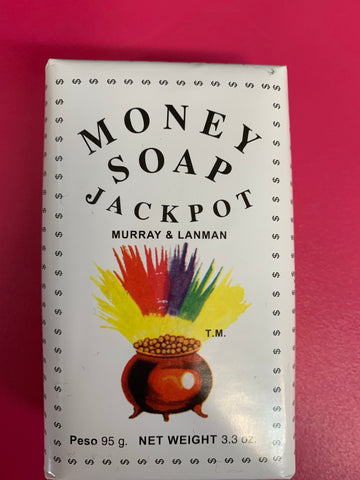 MONEY
SOAP
JACKPOT
MURRAY & LANMAN
T.M.
Peso 95 g. NET WEIGHT 3.3 oz.